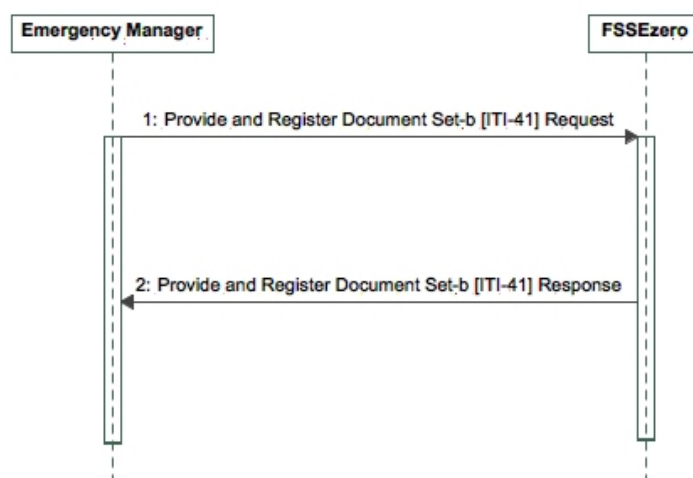 Emergency Manager
FSSEzero
1: Provide and Register Document Set-b [ITI-41] Request
2: Provide and Register Document Set-b [ITI-41] Response